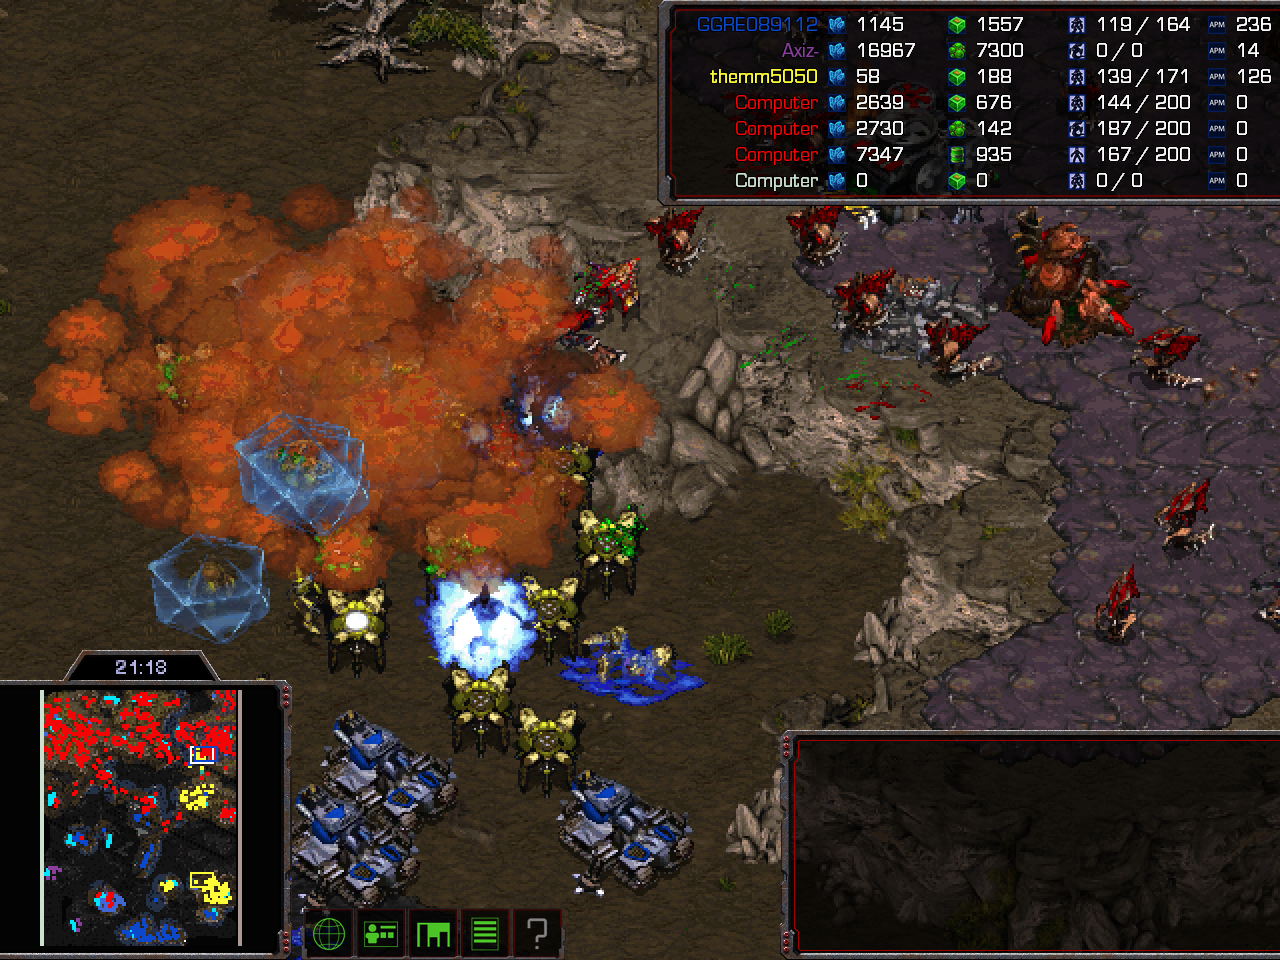 GGRE089112 1145 1557 119 / 164 APM 236
Axiz- 16967 7300 0 / 0 APM 14
themm5050 58 188 139 / 171 APM 126
Computer 2639 676 144 / 200 APM 0
Computer 2730 142 187 / 200 APM 0
Computer 7347 935 167 / 200 APM 0
Computer 0 0 0 / 0 APM 0
21:18
?